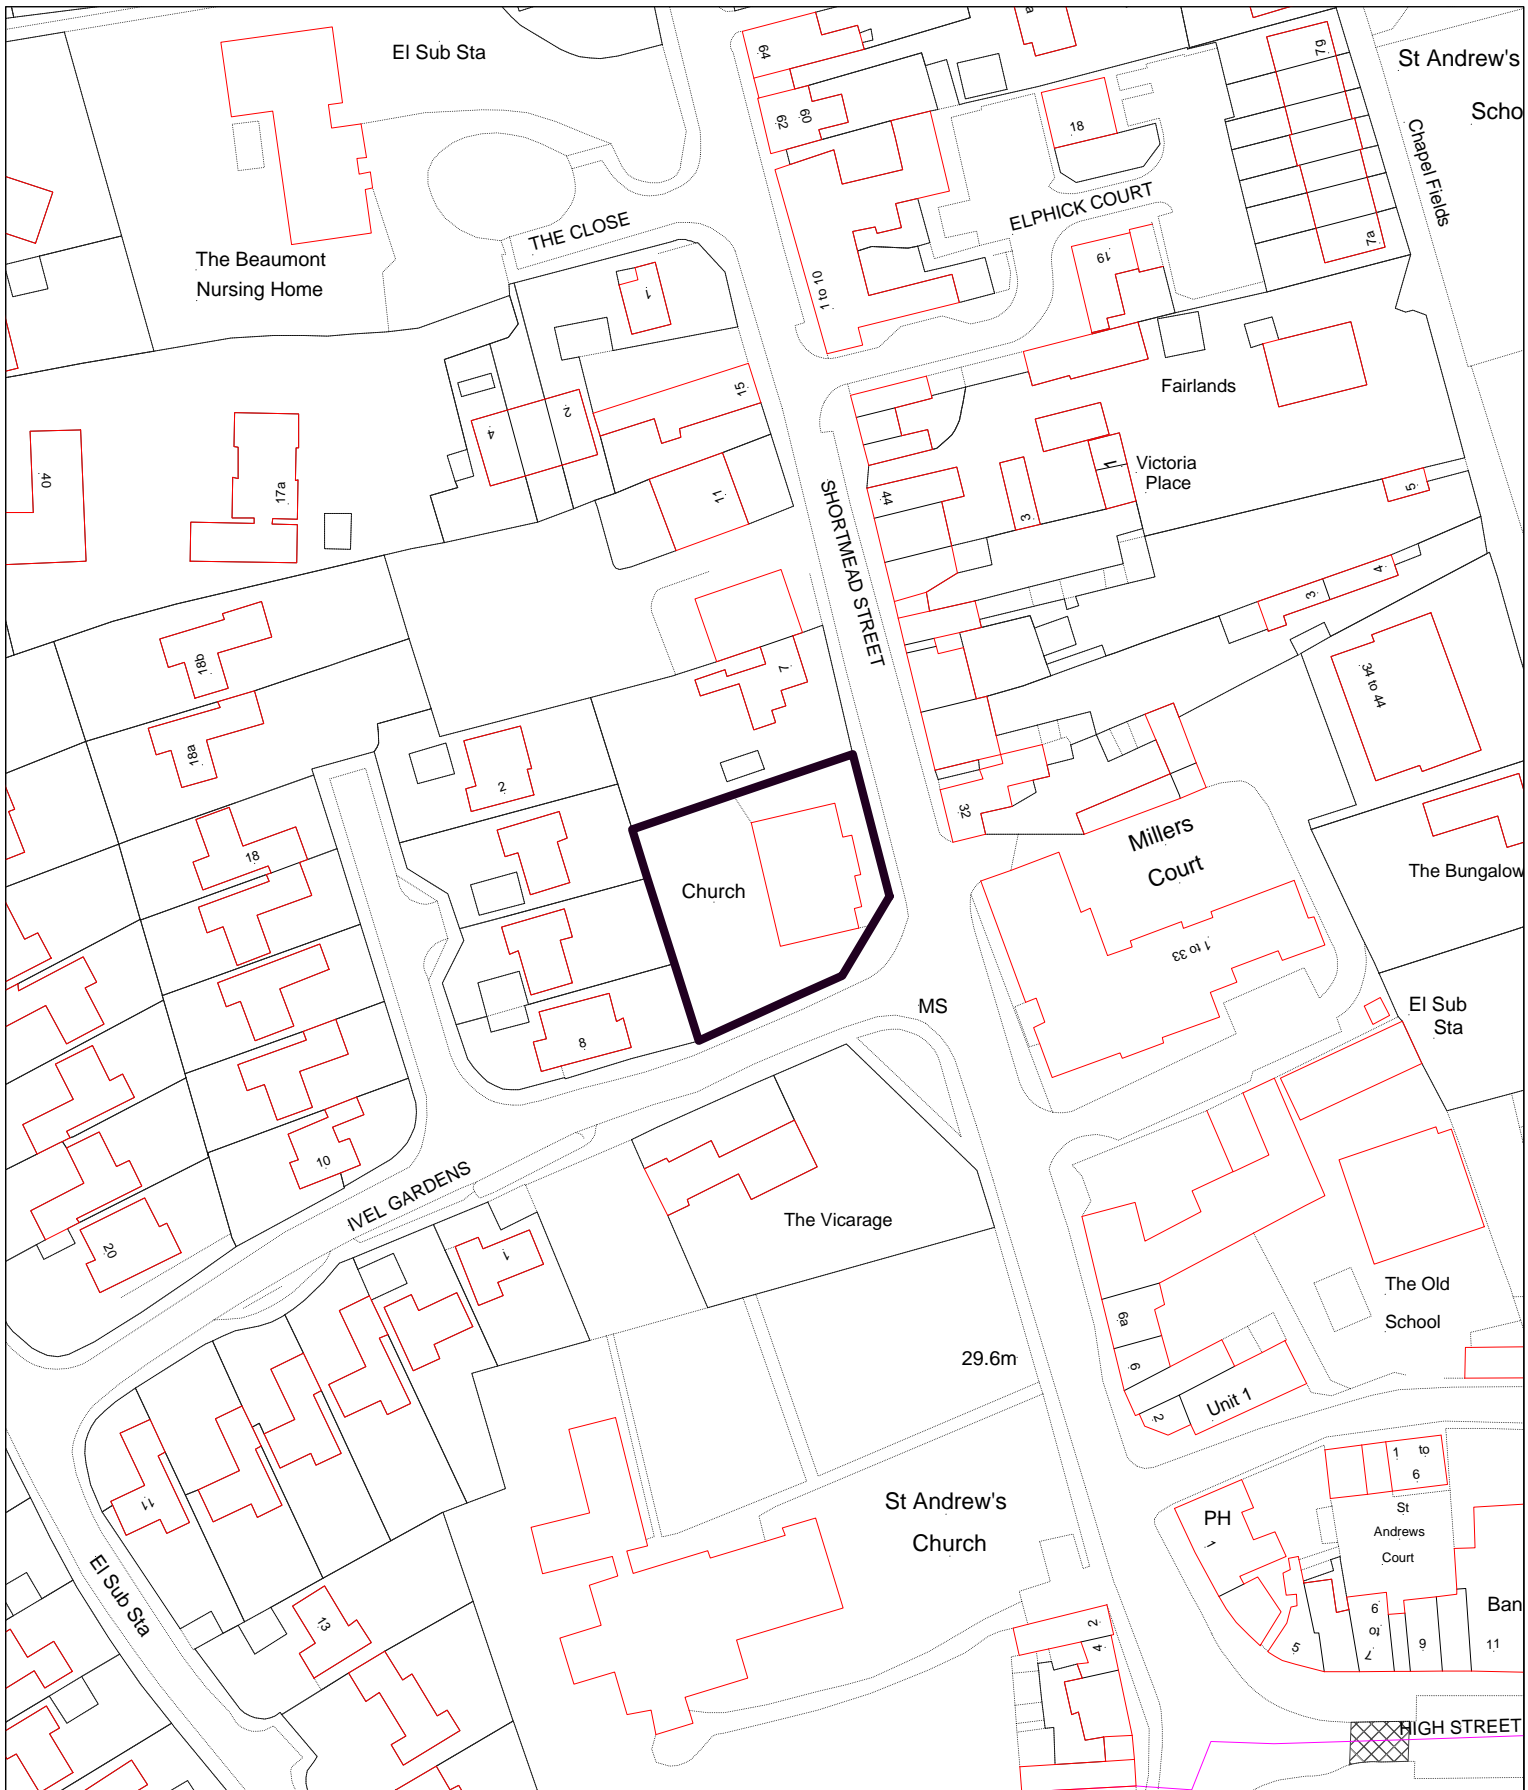 El Sub Sta
64
a
67
St Andrew's
Scho
62
60
18
Chapel Fields
ELPHICK COURT
THE CLOSE
The Beaumont
Nursing Home
1
1 to 10
19
7a
15
Fairlands
2
4
40
17a
11
44
SHORTMEAD STREET
3
1
Victoria
Place
5
4
3
18b
18a
7
34 to 44
2
32
Millers
Court
18
Church
The Bungalow
1 to 33
MS
El Sub
Sta
8
10
IVEL GARDENS
20
1
The Vicarage
The Old
School
6a
6
29.6m
2
Unit 1
11
St Andrew's
Church
PH
1
1 to
6
St
Andrews
Court
El Sub Sta
13
2
4
5
6
to
7
9
Ban
11
HIGH STREET